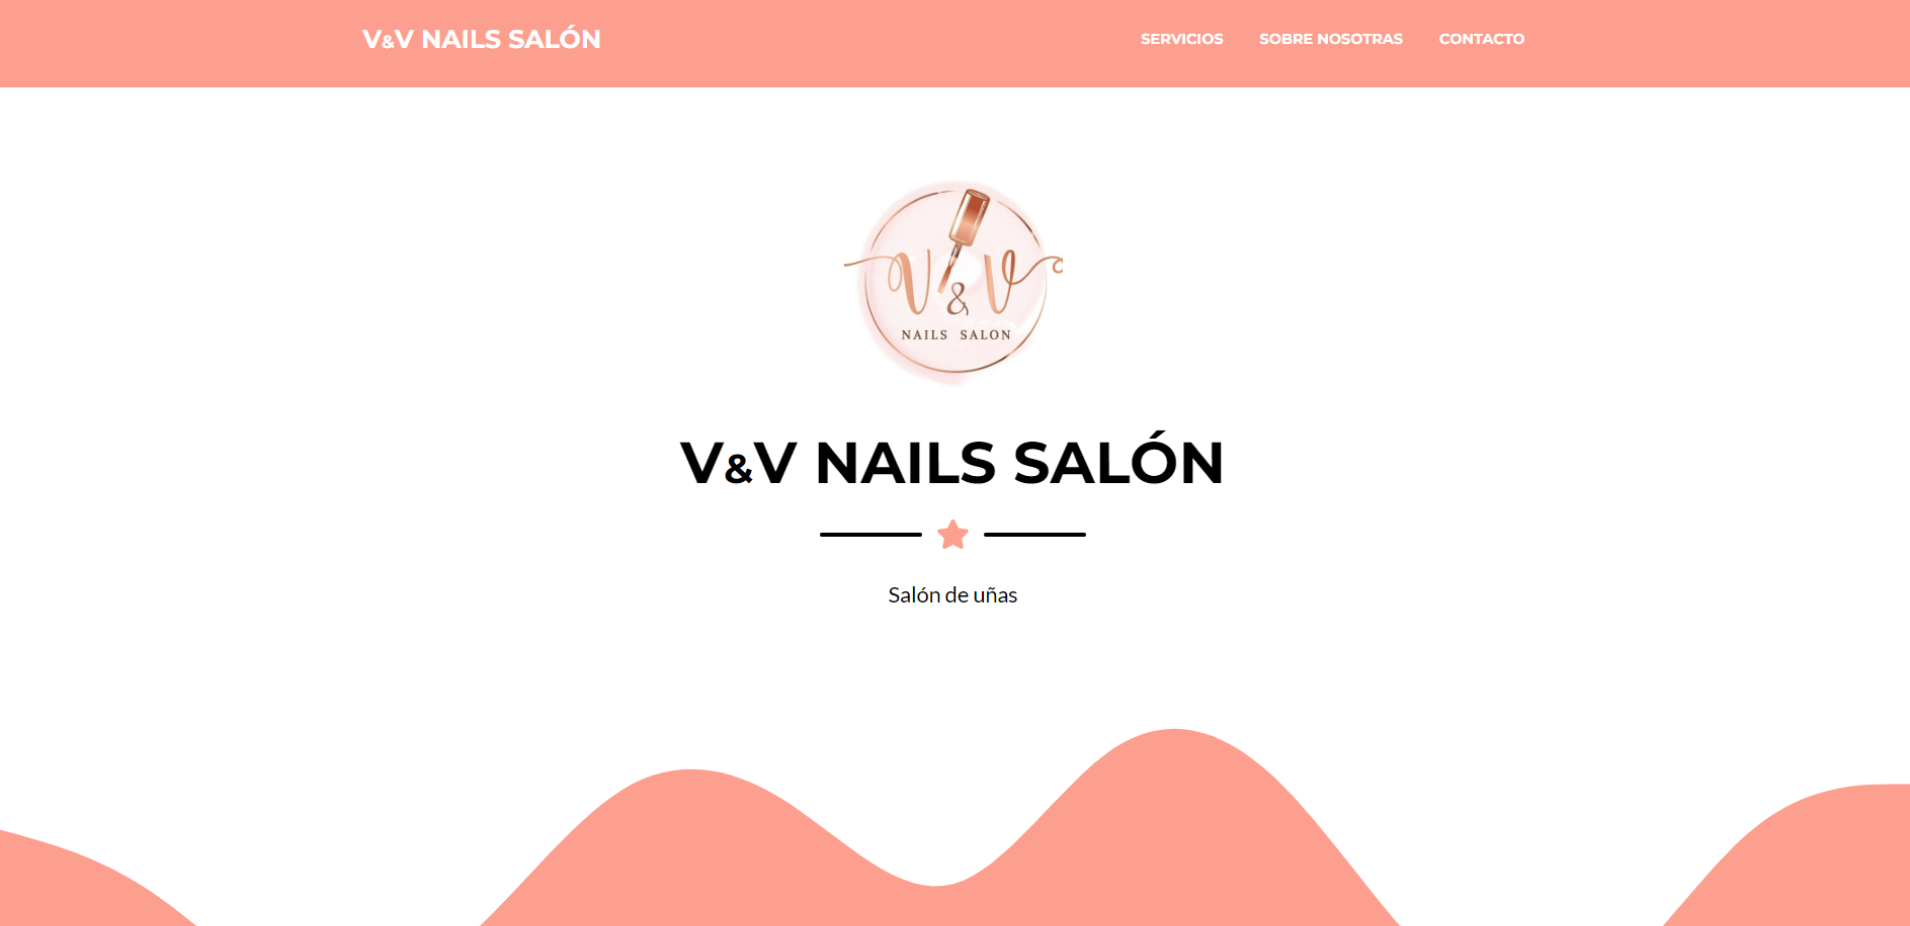 V&V NAILS SALÓN
SERVICIOS SOBRE NOSOTRAS CONTACTO
V & V
NAILS SALON
V&V NAILS SALÓN
Salón de uñas